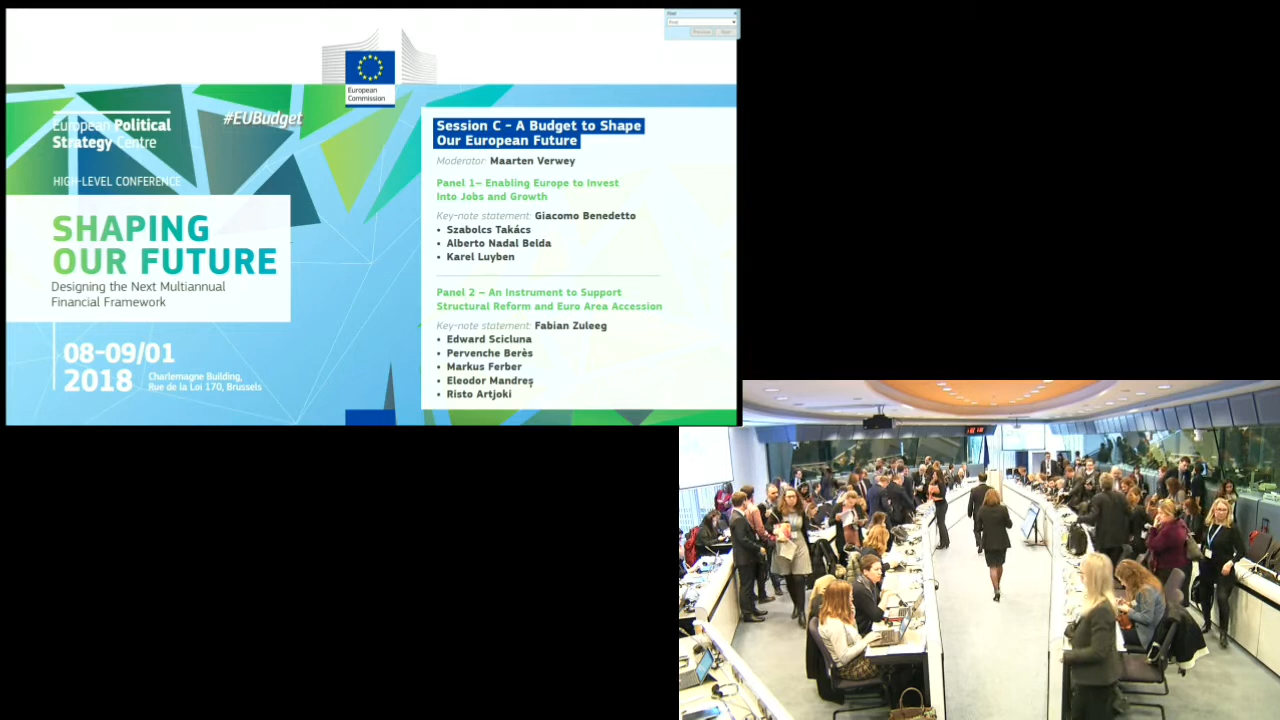 European
Commission
#EUBudget
European Political
Strategy Centre
HIGH-LEVEL CONFERENCE
SHAPING
OUR FUTURE
Designing the Next Multiannual
Financial Framework
08-09/01
2018
Charlemagne Building,
Rue de la Loi 170, Brussels
Session C - A Budget to Shape
Our European Future
Moderator: Maarten Verwey
Panel 1– Enabling Europe to Invest
Into Jobs and Growth
Key-note statement: Giacomo Benedetto
• Szabolcs Takács
• Alberto Nadal Belda
• Karel Luyben
Panel 2 – An Instrument to Support
Structural Reform and Euro Area Accession
Key-note statement: Fabian Zuleeg
• Edward Scicluna
• Pervenche Berès
• Markus Ferber
• Eleodor Mandreș
• Risto Artjoki